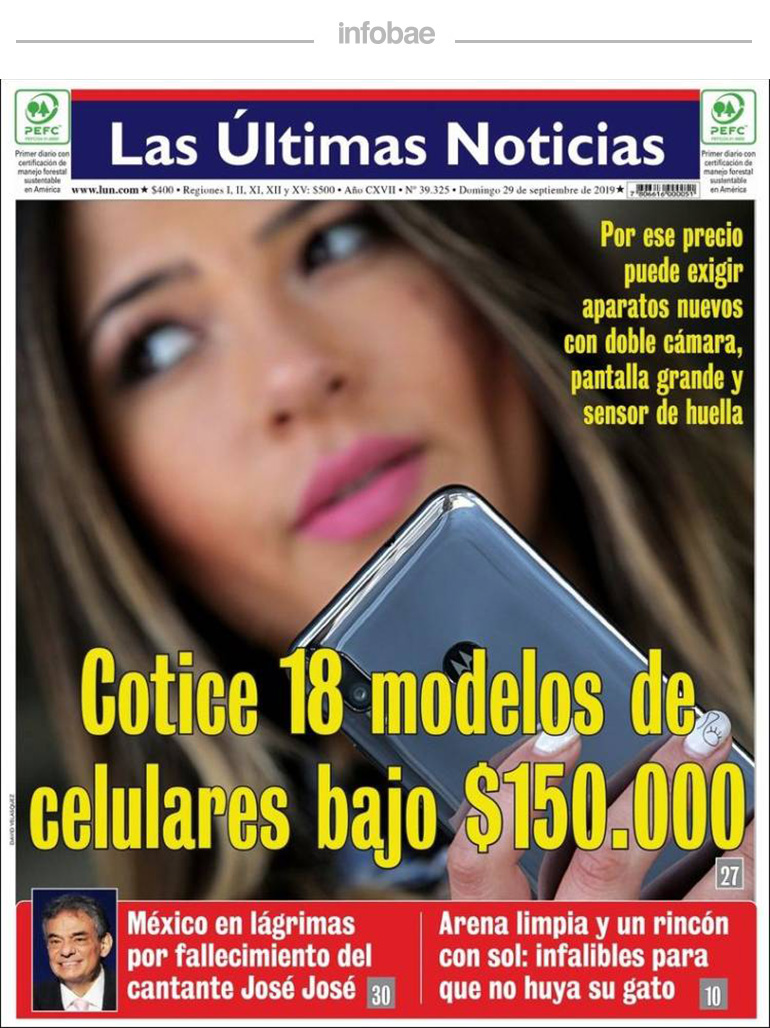 infobae
PEFC
Primer diario con
certificación de
manejo forestal
sustentable
en América
Las Últimas Noticias
PEFC
Primer diario con
certificación de
manejo forestal
sustentable
en América
www.lun.com ★ $400 • Regiones I, II, XI, XII y XV: $500 • Año CXVII • Nº 39.325 • Domingo 29 de septiembre de 2019 ★
7 806616 000051
Por ese precio
puede exigir
aparatos nuevos
con doble cámara,
pantalla grande y
sensor de huella
Cotice 18 modelos de
celulares bajo $150.000
27
DAVID VELASQUEZ
México en lágrimas
por fallecimiento del
cantante José José 30
Arena limpia y un rincón
con sol: infalibles para
que no huya su gato 10